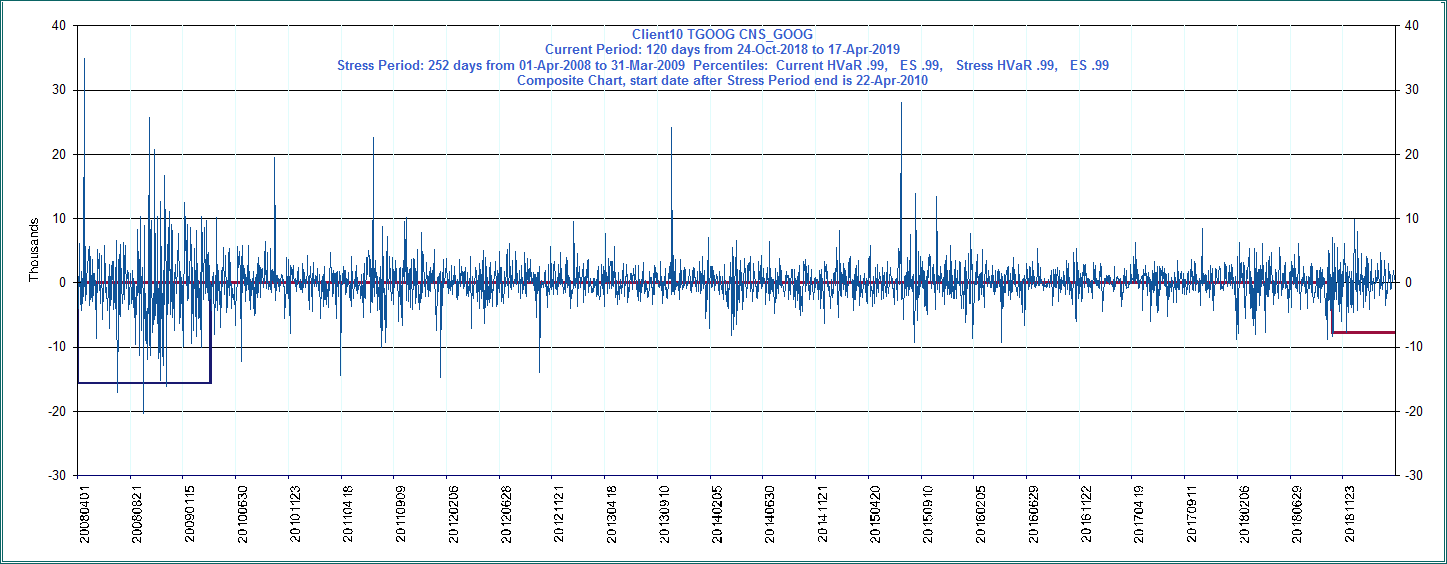 Client10 TGOOG CNS_GOOG
Current Period: 120 days from 24-Oct-2018 to 17-Apr-2019
Stress Period: 252 days from 01-Apr-2008 to 31-Mar-2009 Percentiles: Current HVaR .99, ES .99, Stress HVaR .99, ES .99
Composite Chart, start date after Stress Period end is 22-Apr-2010
40 40
30 30
20 20
10 10
0 0
-10 -10
-20 -20
-30 -30
Thousands
20080401 20080821 20090115 20100630 20101123 20110418 20110909 20120206 20120628 20121121 20130418 20130910 20140205 20140630 20141121 20150420 20150910 20160205 20160629 20161122 20170419 20170911 20180206 20180629 20181123